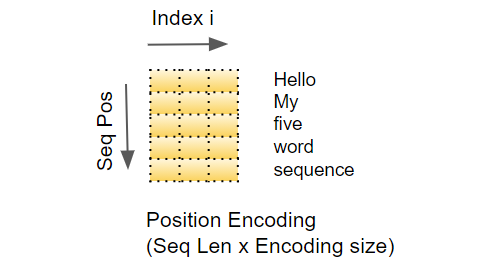 Index i
Seq Pos
Hello
My
five
word
sequence
Position Encoding
(Seq Len x Encoding size)